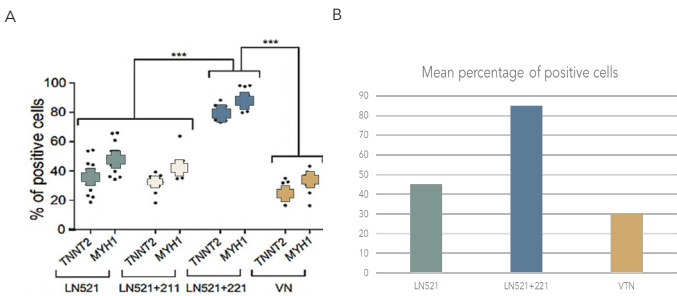 A
% of positive cells
100
80
60
40
20
0
***
***
TNNT2 MYH1 TNNT2 MYH1 TNNT2 MYH1 TNNT2 MYH1
LN521 LN521+211 LN521+221 VN
B
Mean percentage of positive cells
90
80
70
60
50
40
30
20
10
0
LN521 LN521+221 VTN